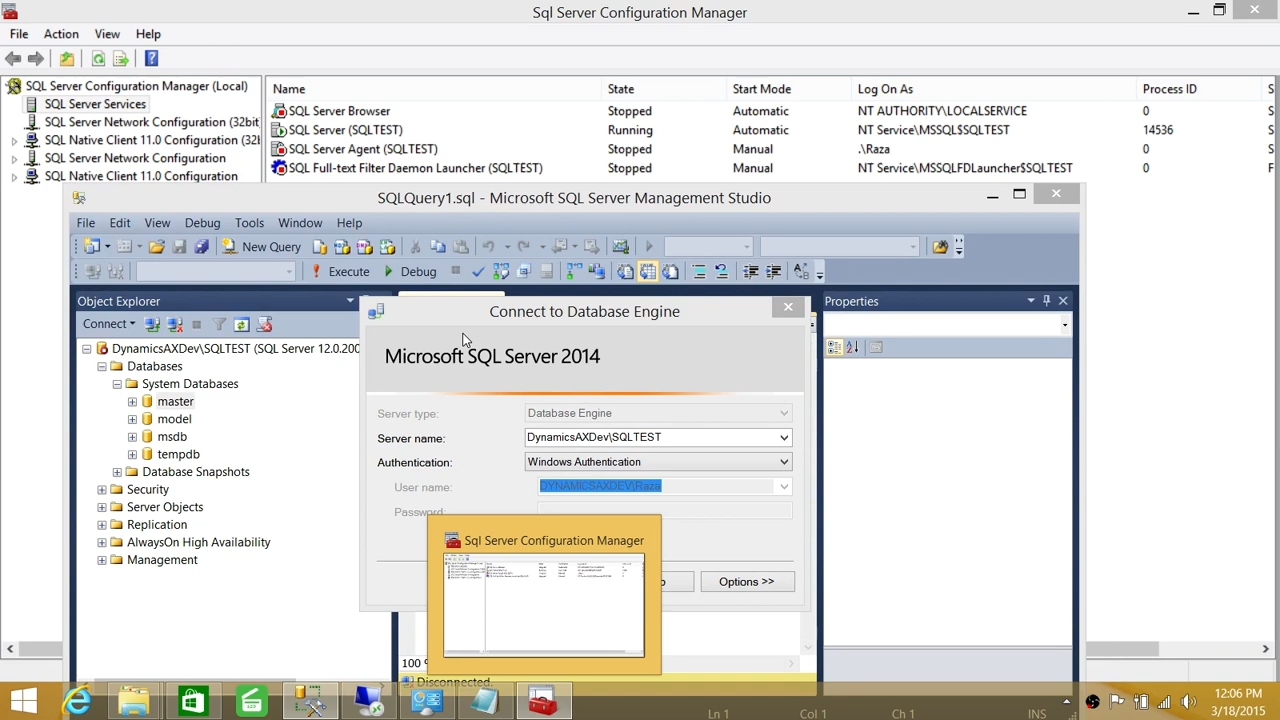 Sql Server Configuration Manager
File Action View Help
SQL Server Configuration Manager (Local)
SQL Server Services
SQL Server Network Configuration (32bit
SQL Native Client 11.0 Configuration (32b
SQL Server Network Configuration
SQL Native Client 11.0 Configuration
Name State Start Mode Log On As Process ID S
SQL Server Browser Stopped Automatic NT AUTHORITY\LOCALSERVICE 0
SQL Server (SQLTEST) Running Automatic NT Service\MSSQL$SQLTEST 14536 S
SQL Server Agent (SQLTEST) Stopped Manual .\Raza 0 S
SQL Full-text Filter Daemon Launcher (SQLTEST) Stopped Manual NT Service\MSSQLFDLauncher$SQLTEST 0 F
SQLQuery1.sql - Microsoft SQL Server Management Studio
File Edit View Debug Tools Window Help
New Query
Execute Debug
Object Explorer
Connect
DynamicsAXDev\SQLTEST (SQL Server 12.0.200
Databases
System Databases
master
model
msdb
tempdb
Database Snapshots
Security
Server Objects
Replication
AlwaysOn High Availability
Management
Connect to Database Engine
Microsoft SQL Server 2014
Server type: Database Engine
Server name: DynamicsAXDev\SQLTEST
Authentication: Windows Authentication
User name: DYNAMICSAXDEV\Raza
Password:
Options >>
Properties
Sql Server Configuration Manager
100 %
Disconnected.
Ln 1 Col 1 Ch 1 INS
12:06 PM
3/18/2015